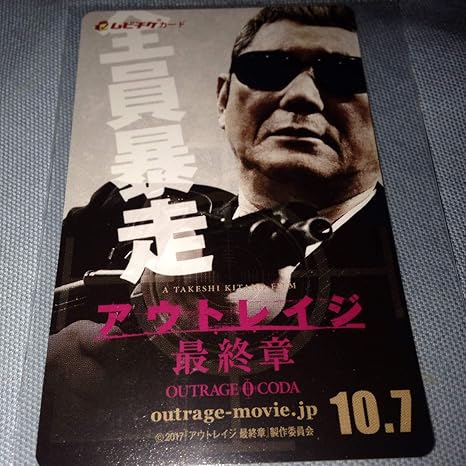 ムビチケカード
全員暴走
A TAKESHI KITANO FILM
アウトレイジ
最終章
OUTRAGE CODA
outrage-movie.jp
10.7
©2017『アウトレイジ 最終章』製作委員会